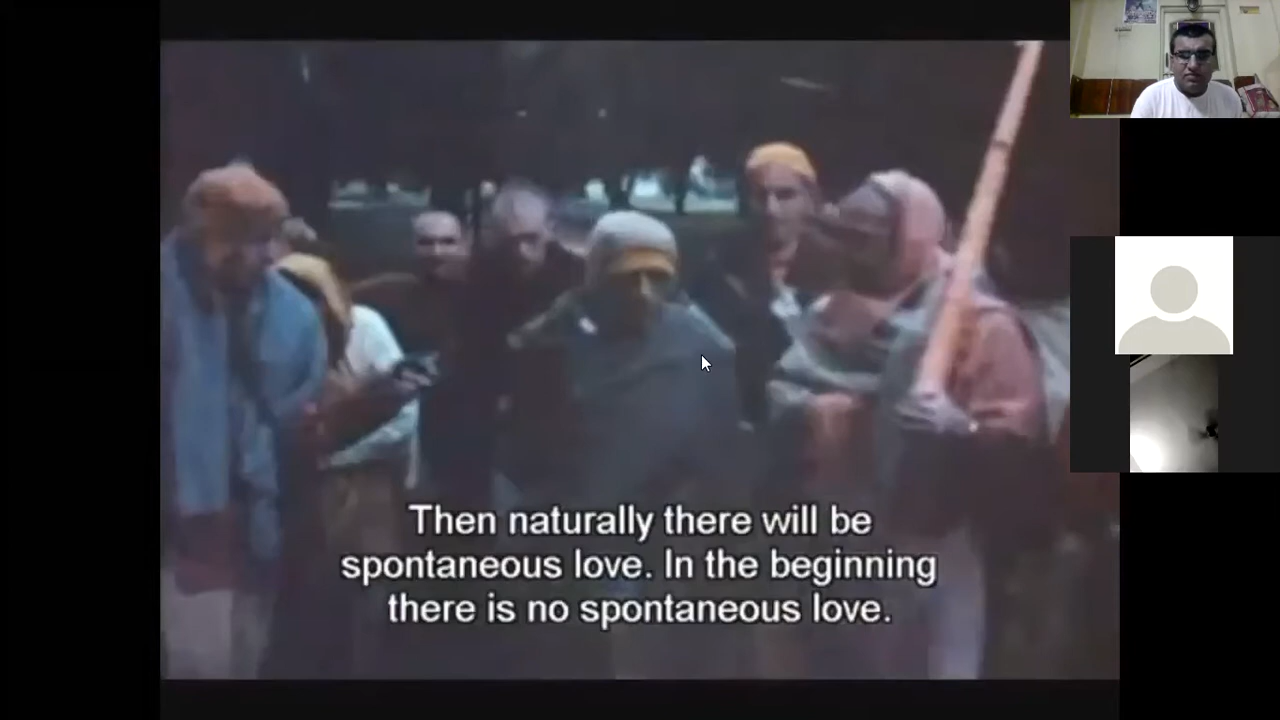 Then naturally there will be
spontaneous love. In the beginning
there is no spontaneous love.